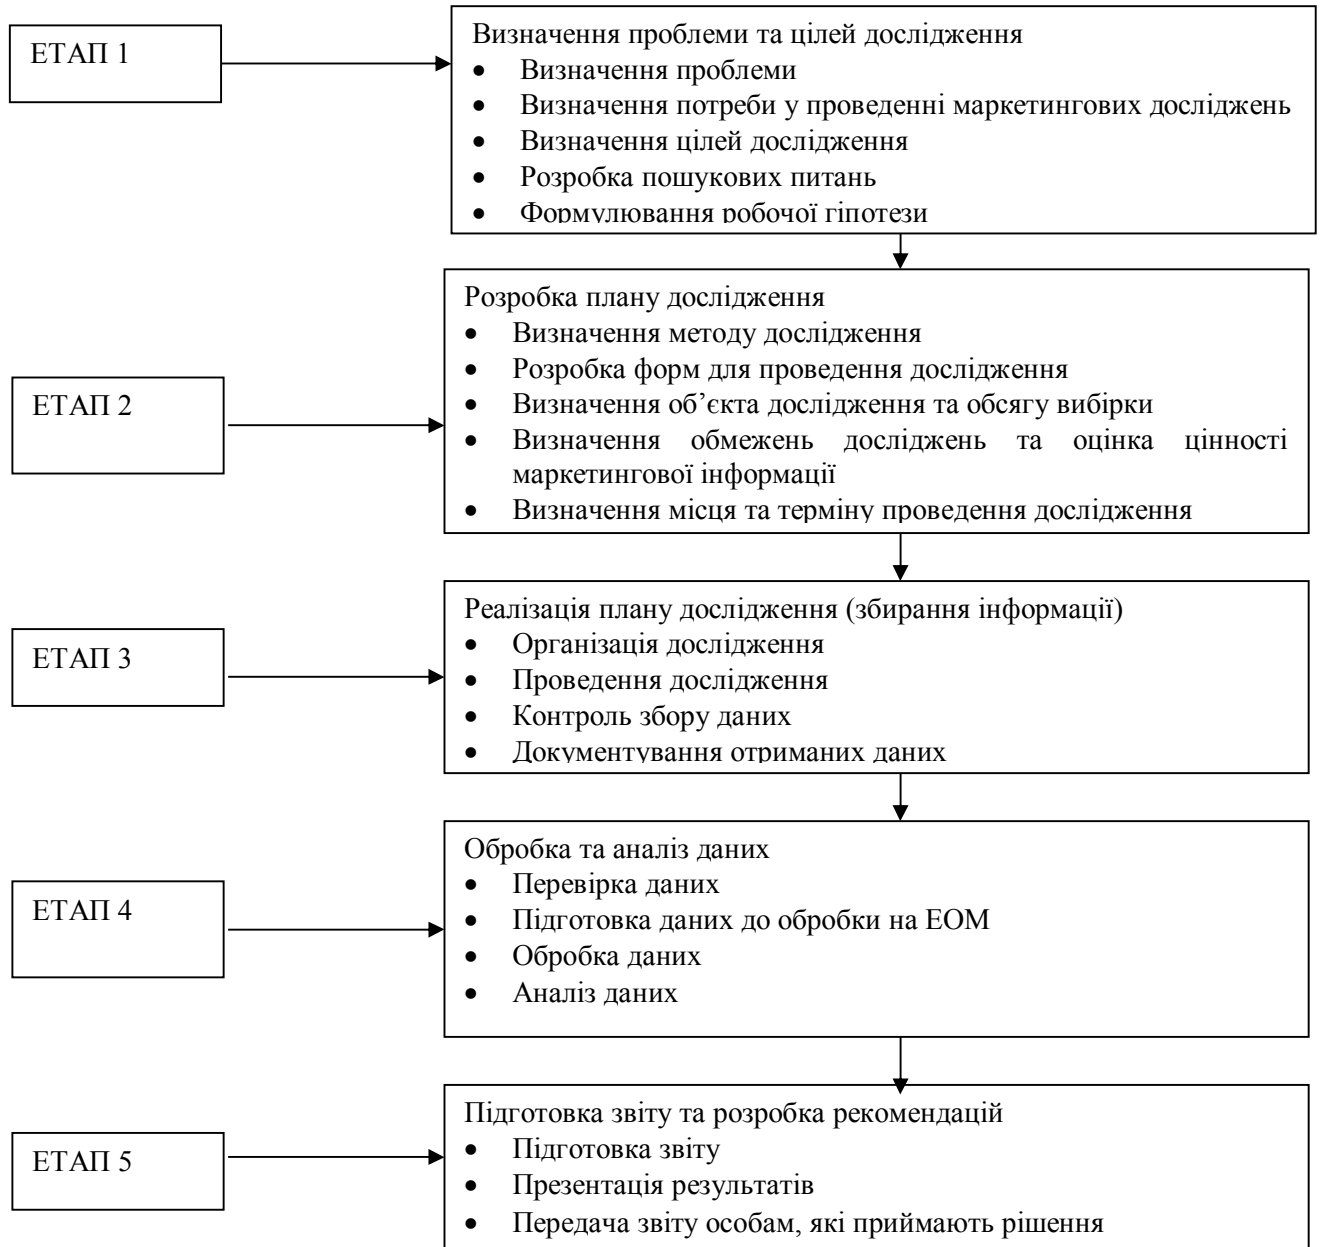 ЕТАП 1
Визначення проблеми та цілей дослідження
• Визначення проблеми
• Визначення потреби у проведенні маркетингових досліджень
• Визначення цілей дослідження
• Розробка пошукових питань
• Формулювання робочої гіпотези
ЕТАП 2
Розробка плану дослідження
• Визначення методу дослідження
• Розробка форм для проведення дослідження
• Визначення об’єкта дослідження та обсягу вибірки
• Визначення обмежень досліджень та оцінка цінності
маркетингової інформації
• Визначення місця та терміну проведення дослідження
ЕТАП 3
Реалізація плану дослідження (збирання інформації)
• Організація дослідження
• Проведення дослідження
• Контроль збору даних
• Документування отриманих даних
ЕТАП 4
Обробка та аналіз даних
• Перевірка даних
• Підготовка даних до обробки на ЕОМ
• Обробка даних
• Аналіз даних
ЕТАП 5
Підготовка звіту та розробка рекомендацій
• Підготовка звіту
• Презентація результатів
• Передача звіту особам, які приймають рішення